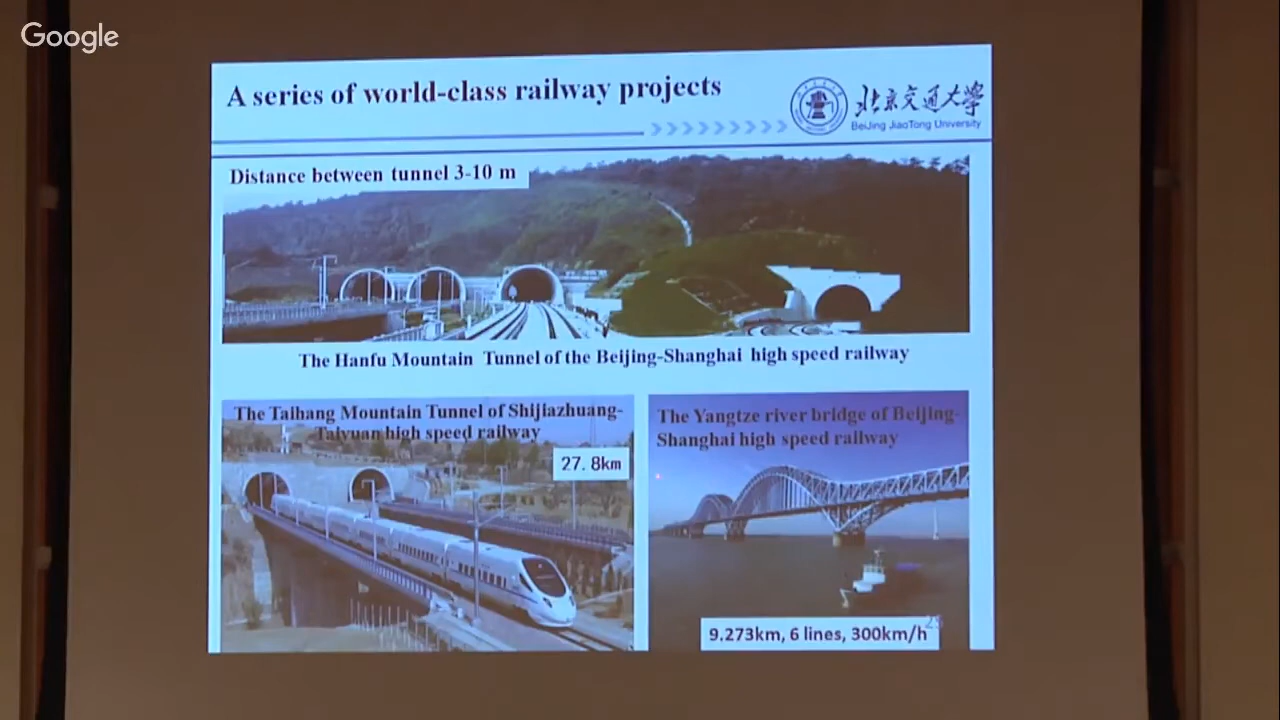 Google
A series of world-class railway projects
北京交通大學
BeiJing JiaoTong University
Distance between tunnel 3-10 m
The Hanfu Mountain Tunnel of the Beijing-Shanghai high speed railway
The Taihang Mountain Tunnel of Shijiazhuang-
Taiyuan high speed railway
27.8km
The Yangtze river bridge of Beijing-
Shanghai high speed railway
9.273km, 6 lines, 300km/h